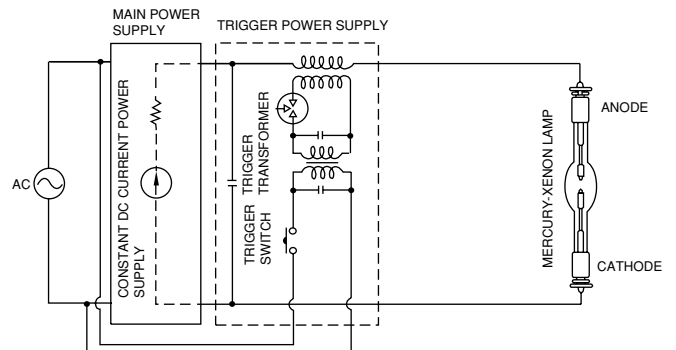 MAIN POWER
SUPPLY
TRIGGER POWER SUPPLY
AC
CONSTANT DC CURRENT POWER
SUPPLY
TRIGGER
TRANSFORMER
TRIGGER
SWITCH
MERCURY-XENON LAMP
ANODE
CATHODE